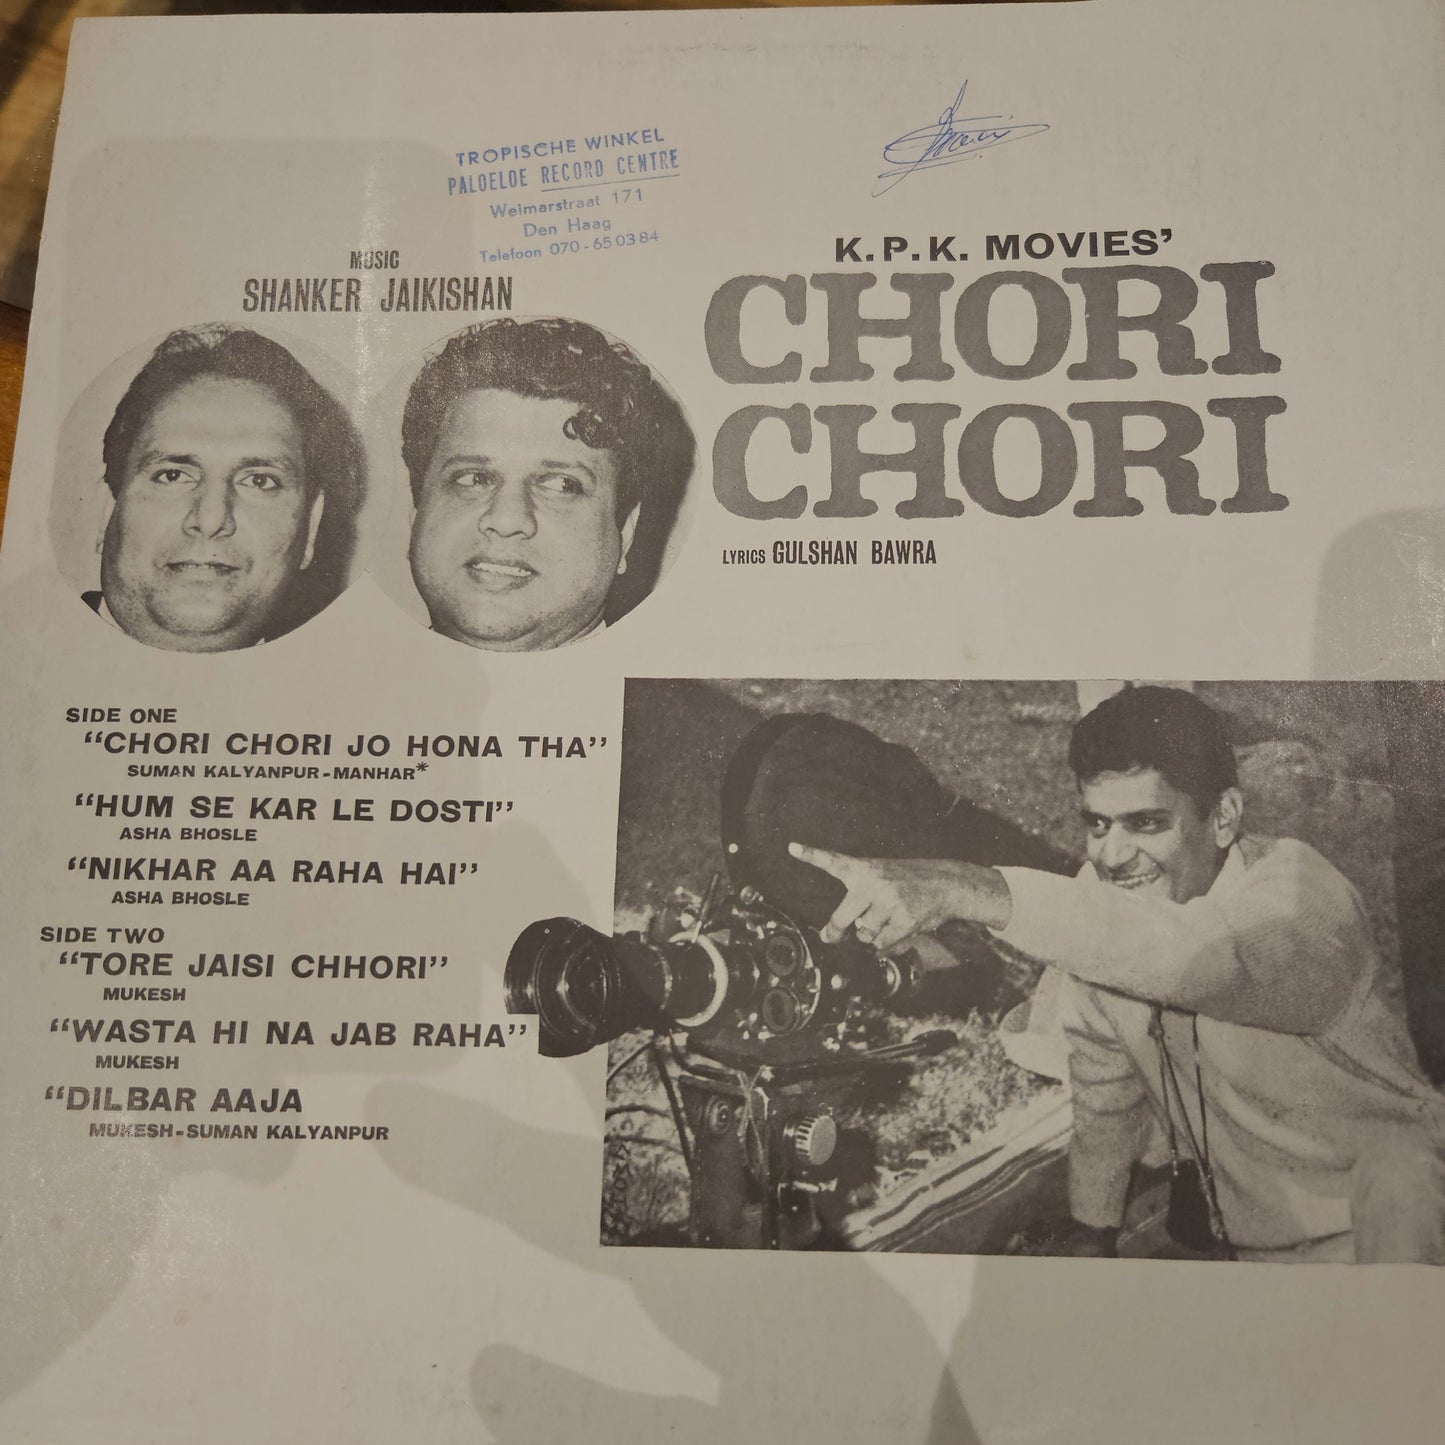 TROPISCHE WINKEL
PALOELOE RECORD CENTRE
Weimarstraat 171
Den Haag
Telefoon 070-650384
MUSIC
SHANKER JAIKISHAN
K.P.K. MOVIES’
CHORI
CHORI
LYRICS GULSHAN BAWRA
SIDE ONE
“CHORI CHORI JO HONA THA”
SUMAN KALYANPUR-MANHAR*
“HUM SE KAR LE DOSTI”
ASHA BHOSLE
“NIKHAR AA RAHA HAI”
ASHA BHOSLE
SIDE TWO
“TORE JAISI CHHORI”
MUKESH
“WASTA HI NA JAB RAHA”
MUKESH
“DILBAR AAJA
MUKESH-SUMAN KALYANPUR